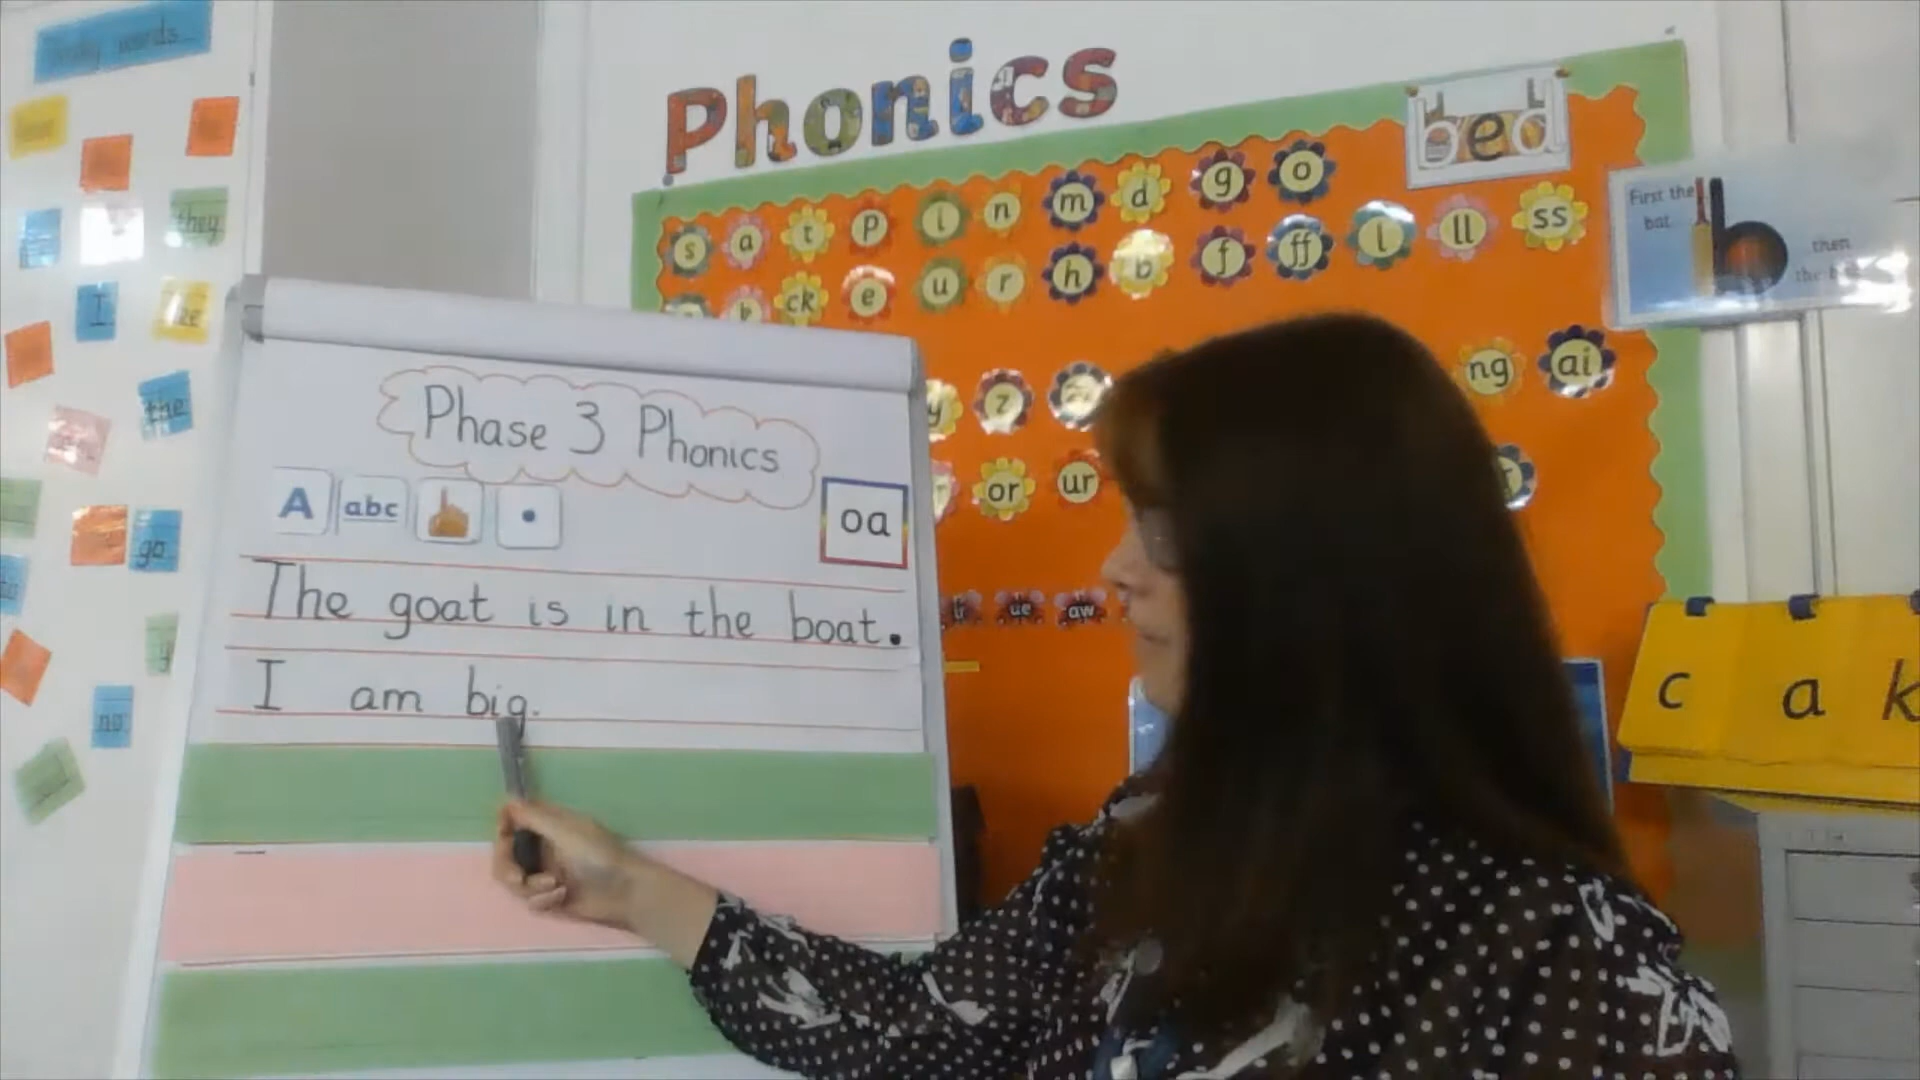 Phonics
bed
s a t p i n m d g o
ck e u r h b f ff l ll ss
First the
bat
then
the
y z
ng ai
or ur
ue aw
they
I
the
go
no
Phase 3 Phonics
A abc
oa
The goat is in the boat.
I am big.
c a k